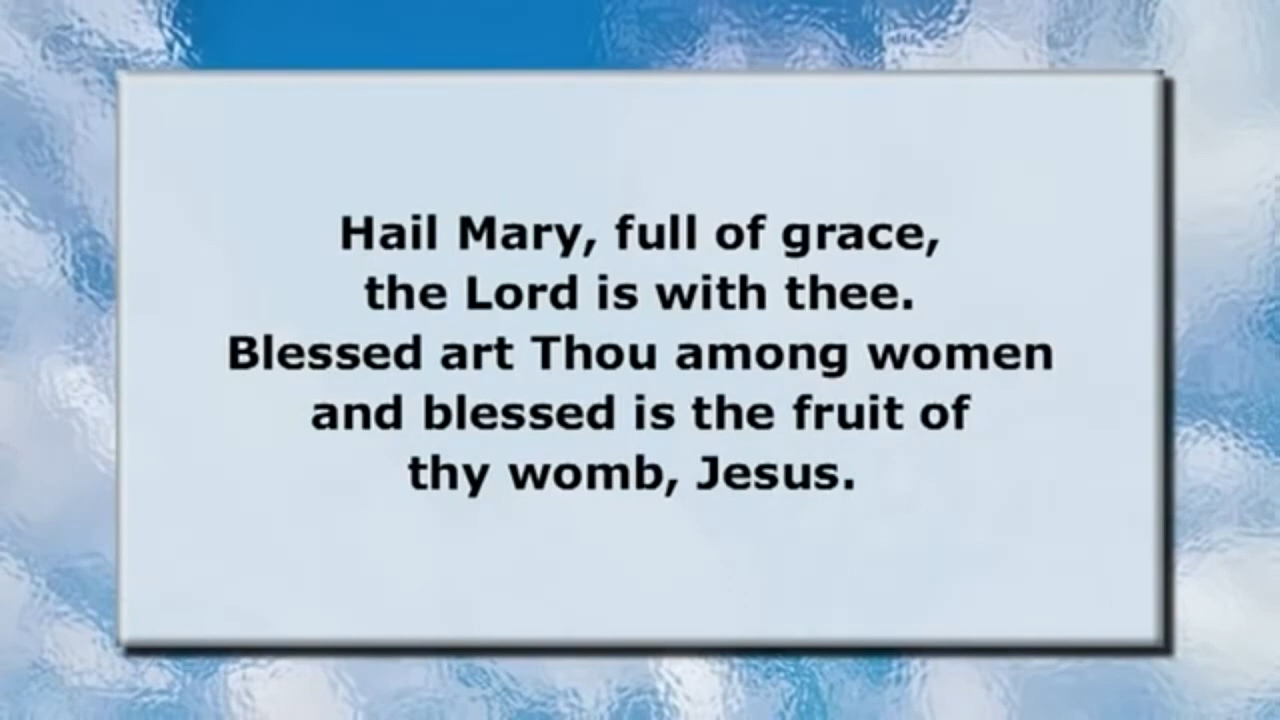 Hail Mary, full of grace,
the Lord is with thee.
Blessed art Thou among women
and blessed is the fruit of
thy womb, Jesus.